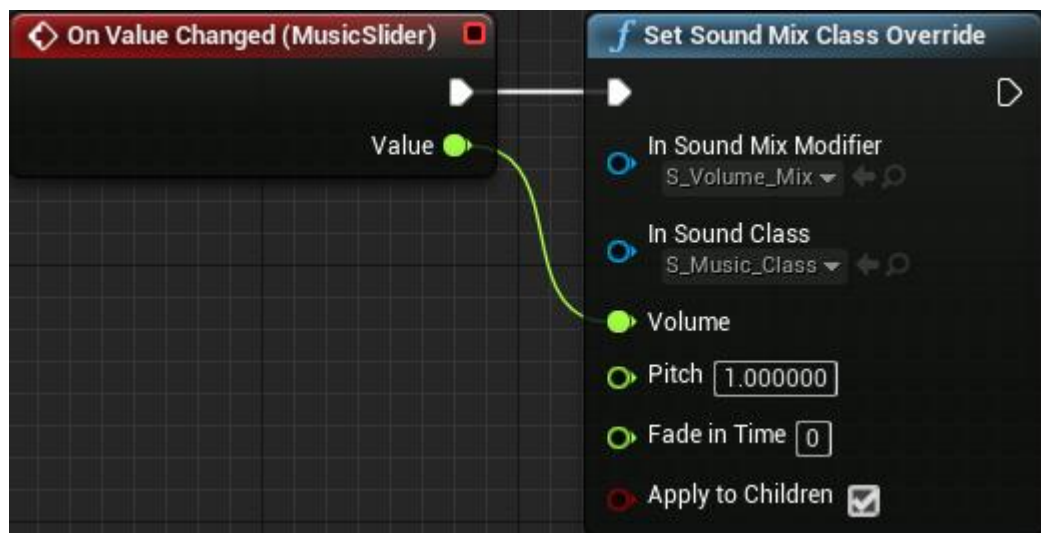 On Value Changed (MusicSlider)
Value
f Set Sound Mix Class Override
In Sound Mix Modifier
S_Volume_Mix
In Sound Class
S_Music_Class
Volume
Pitch 1.000000
Fade in Time 0
Apply to Children